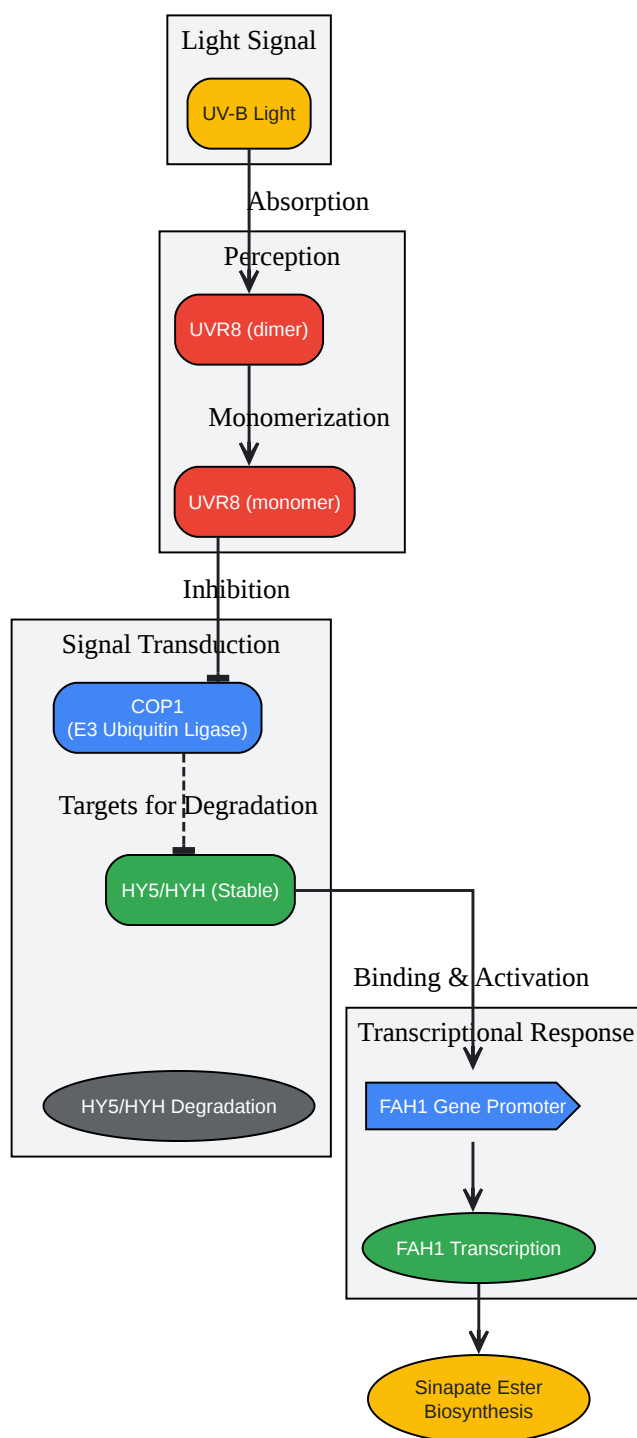 Light Signal
UV-B Light
Absorption
Perception
UVR8 (dimer)
Monomerization
UVR8 (monomer)
Inhibition
Signal Transduction
COP1
(E3 Ubiquitin Ligase)
Targets for Degradation
HY5/HYH (Stable)
Binding & Activation
Transcriptional Response
HY5/HYH Degradation
FAH1 Gene Promoter
FAH1 Transcription
Sinapate Ester
Biosynthesis